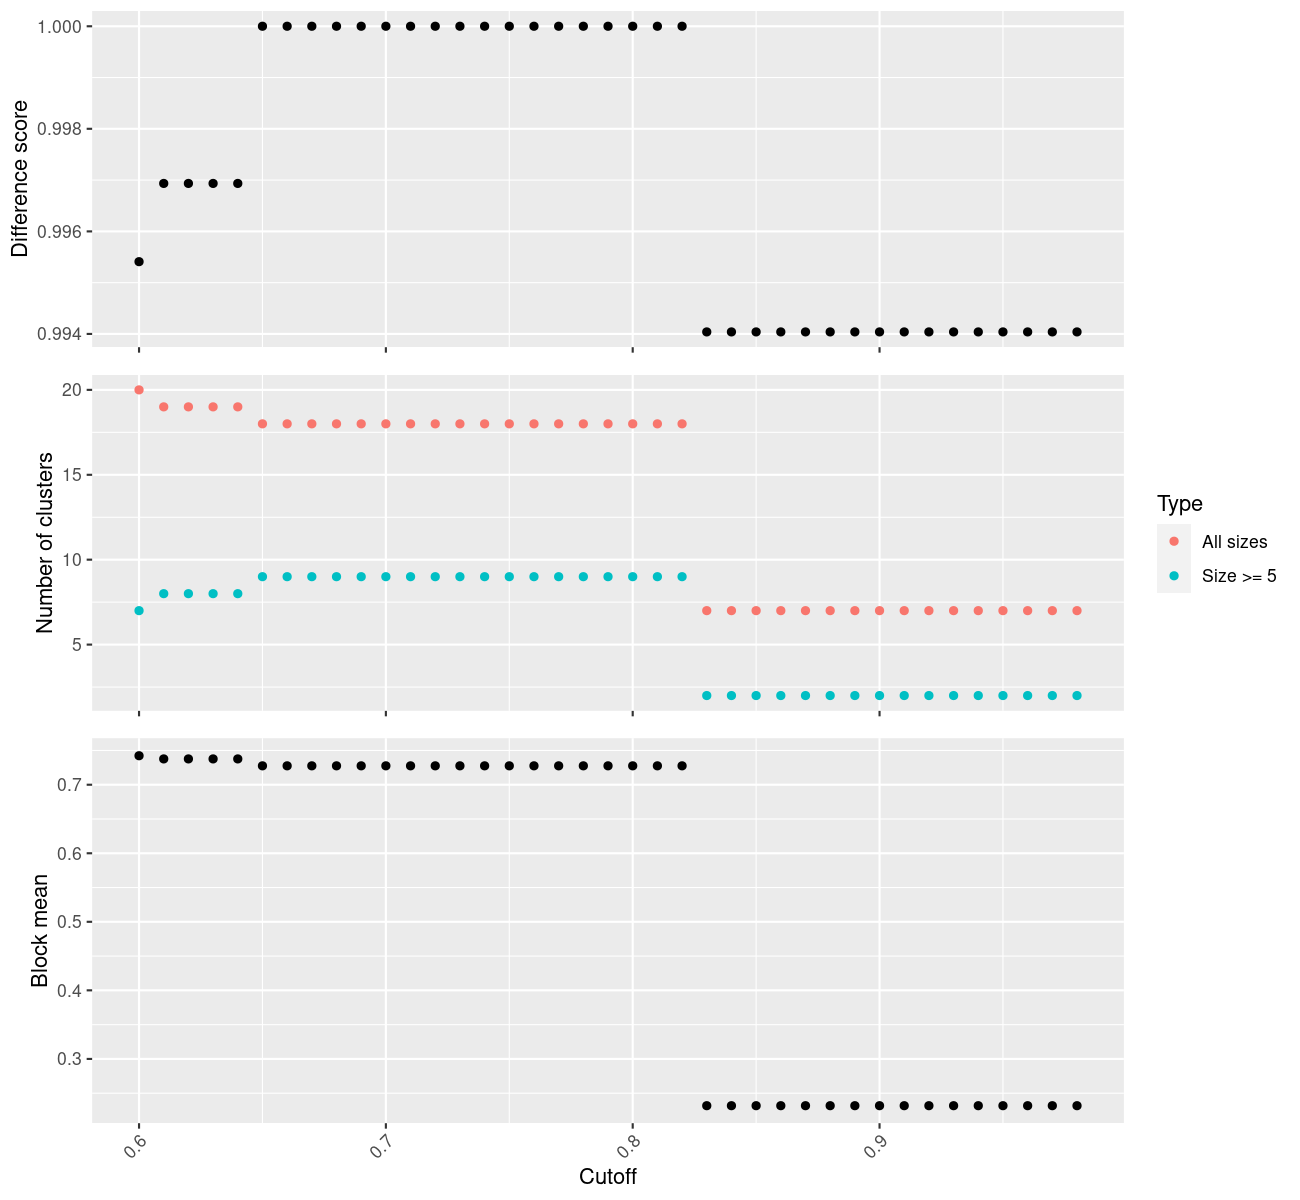 Difference score
1.000
0.998
0.996
0.994
Number of clusters
20
15
10
5
Type
All sizes
Size >= 5
Block mean
0.7
0.6
0.5
0.4
0.3
0.6 0.7 0.8 0.9
Cutoff